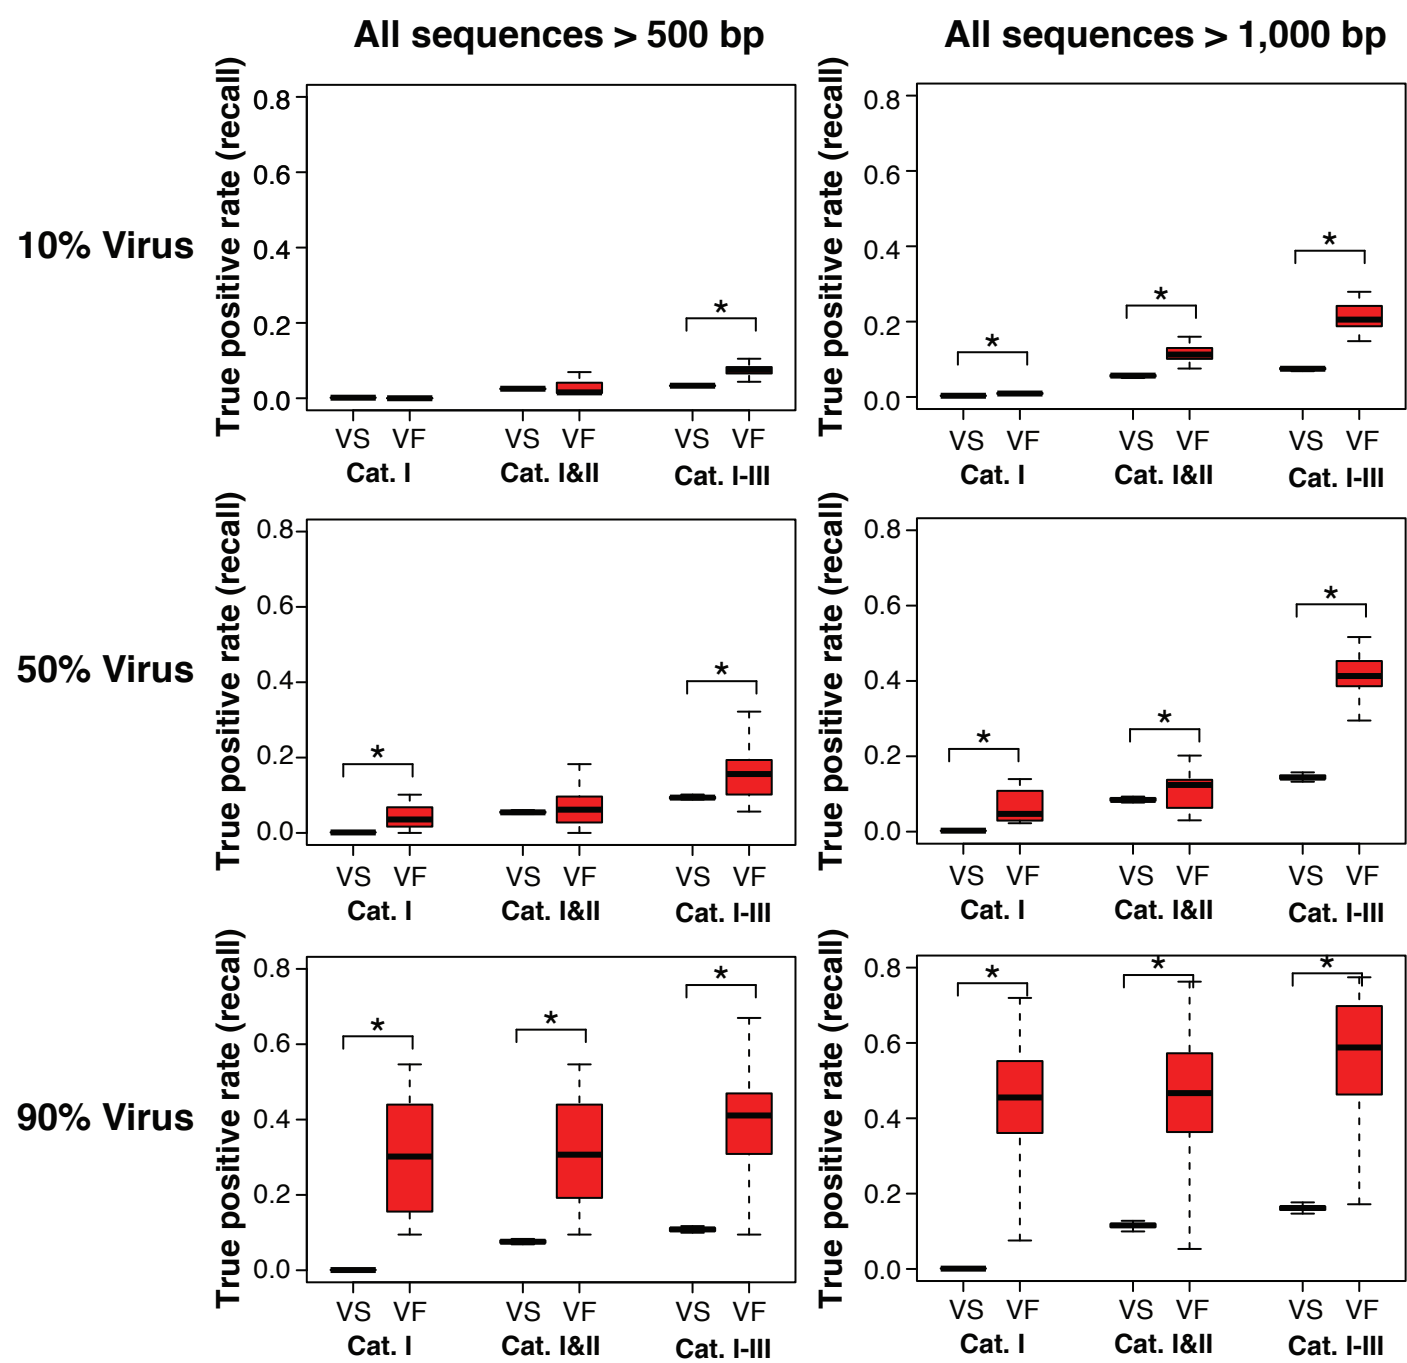 All sequences > 500 bp
All sequences > 1,000 bp
10% Virus
True positive rate (recall)
0.8
0.6
0.4
0.2
0.0
*
VS VF VS VF VS VF
Cat. I Cat. I&II Cat. I-III
True positive rate (recall)
0.8
0.6
0.4
0.2
0.0
* * *
VS VF VS VF VS VF
Cat. I Cat. I&II Cat. I-III
50% Virus
True positive rate (recall)
0.8
0.6
0.4
0.2
0.0
* *
VS VF VS VF VS VF
Cat. I Cat. I&II Cat. I-III
True positive rate (recall)
0.8
0.6
0.4
0.2
0.0
* * *
VS VF VS VF VS VF
Cat. I Cat. I&II Cat. I-III
90% Virus
True positive rate (recall)
0.8
0.6
0.4
0.2
0.0
* * *
VS VF VS VF VS VF
Cat. I Cat. I&II Cat. I-III
True positive rate (recall)
0.8
0.6
0.4
0.2
0.0
* * *
VS VF VS VF VS VF
Cat. I Cat. I&II Cat. I-III